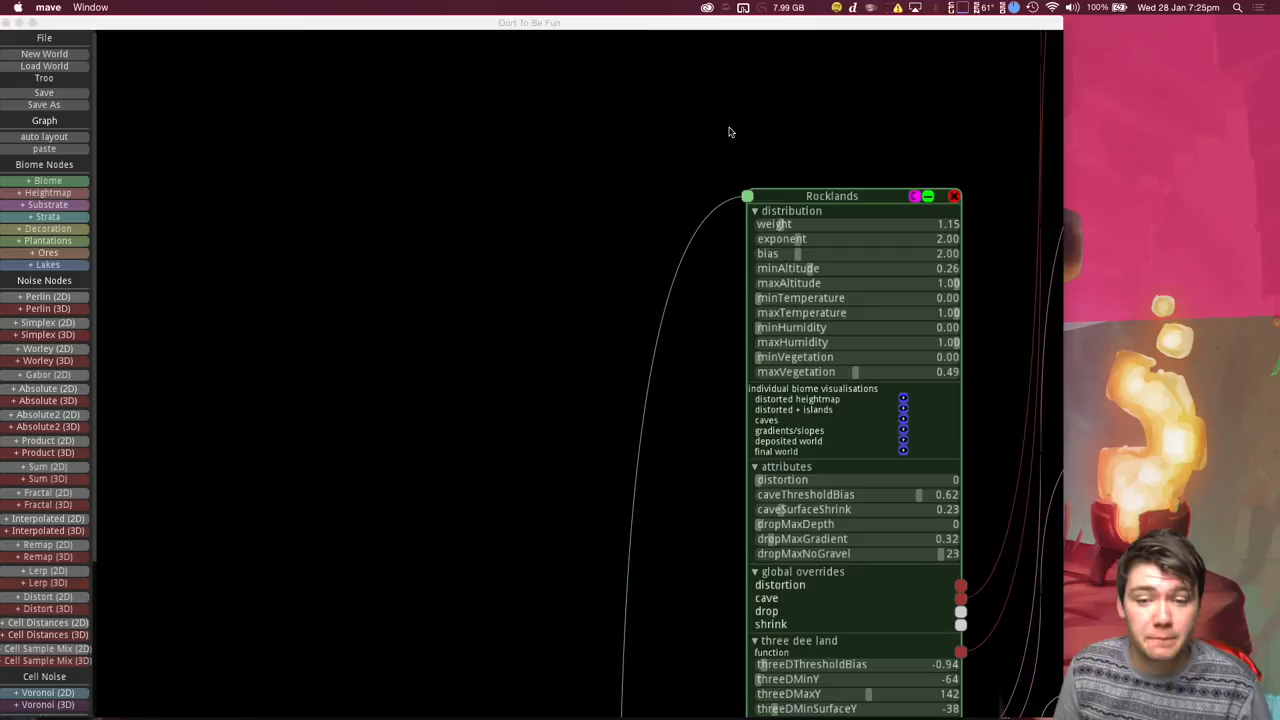 mave Window 7.99 GB 61° 100% Wed 28 Jan 7:25pm
Oort To Be Fun
File
New World
Load World
Troo
Save
Save As
Graph
auto layout
paste
Biome Nodes
+ Biome
+ Heightmap
+ Substrate
+ Strata
+ Decoration
+ Plantations
+ Ores
+ Lakes
Noise Nodes
+ Perlin (2D)
+ Perlin (3D)
+ Simplex (2D)
+ Simplex (3D)
+ Worley (2D)
+ Worley (3D)
+ Gabor (2D)
+ Absolute (2D)
+ Absolute (3D)
+ Absolute2 (2D)
+ Absolute2 (3D)
+ Product (2D)
+ Product (3D)
+ Sum (2D)
+ Sum (3D)
+ Fractal (2D)
+ Fractal (3D)
+ Interpolated (2D)
+ Interpolated (3D)
+ Remap (2D)
+ Remap (3D)
+ Lerp (2D)
+ Lerp (3D)
+ Distort (2D)
+ Distort (3D)
+ Cell Distances (2D)
+ Cell Distances (3D)
+ Cell Sample Mix (2D)
+ Cell Sample Mix (3D)
Cell Noise
+ Voronoi (2D)
+ Voronoi (3D)
Rocklands
distribution
weight 1.15
exponent 2.00
bias 2.00
minAltitude 0.26
maxAltitude 1.00
minTemperature 0.00
maxTemperature 1.00
minHumidity 0.00
maxHumidity 1.00
minVegetation 0.00
maxVegetation 0.49
individual biome visualisations
distorted heightmap
distorted + islands
caves
gradients/slopes
deposited world
final world
attributes
distortion 0
caveThresholdBias 0.62
caveSurfaceShrink 0.23
dropMaxDepth 0
dropMaxGradient 0.32
dropMaxNoGravel 23
global overrides
distortion
cave
drop
shrink
three dee land
function
threeDThresholdBias -0.94
threeDMinY -64
threeDMaxY 142
threeDMinSurfaceY -38